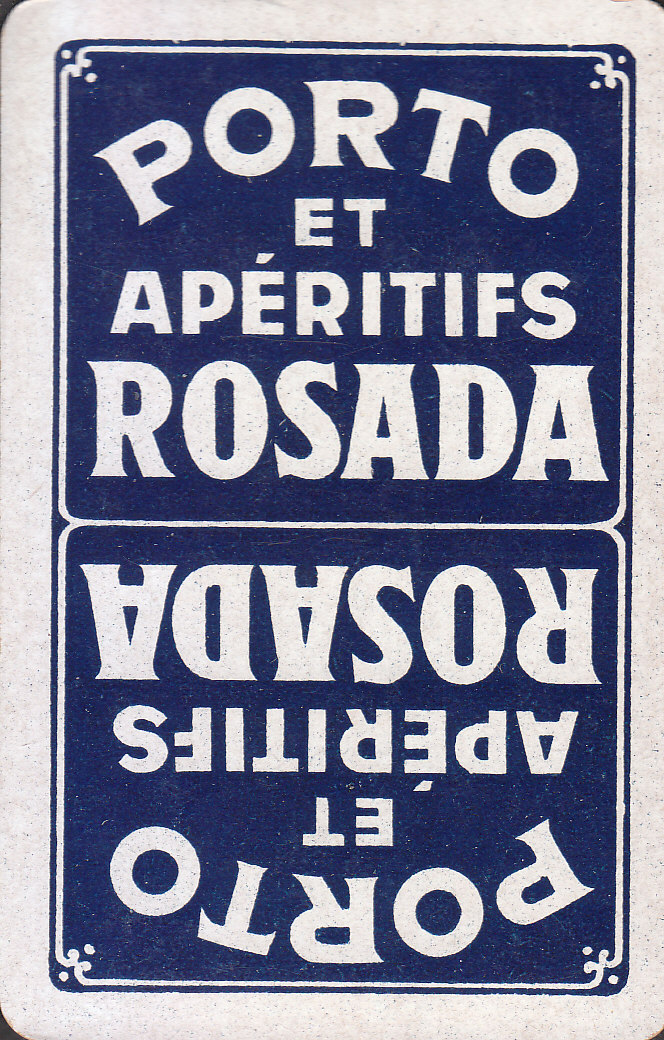 PORTO
ET
APÉRITIFS
ROSADA
PORTO
ET
APÉRITIFS
ROSADA